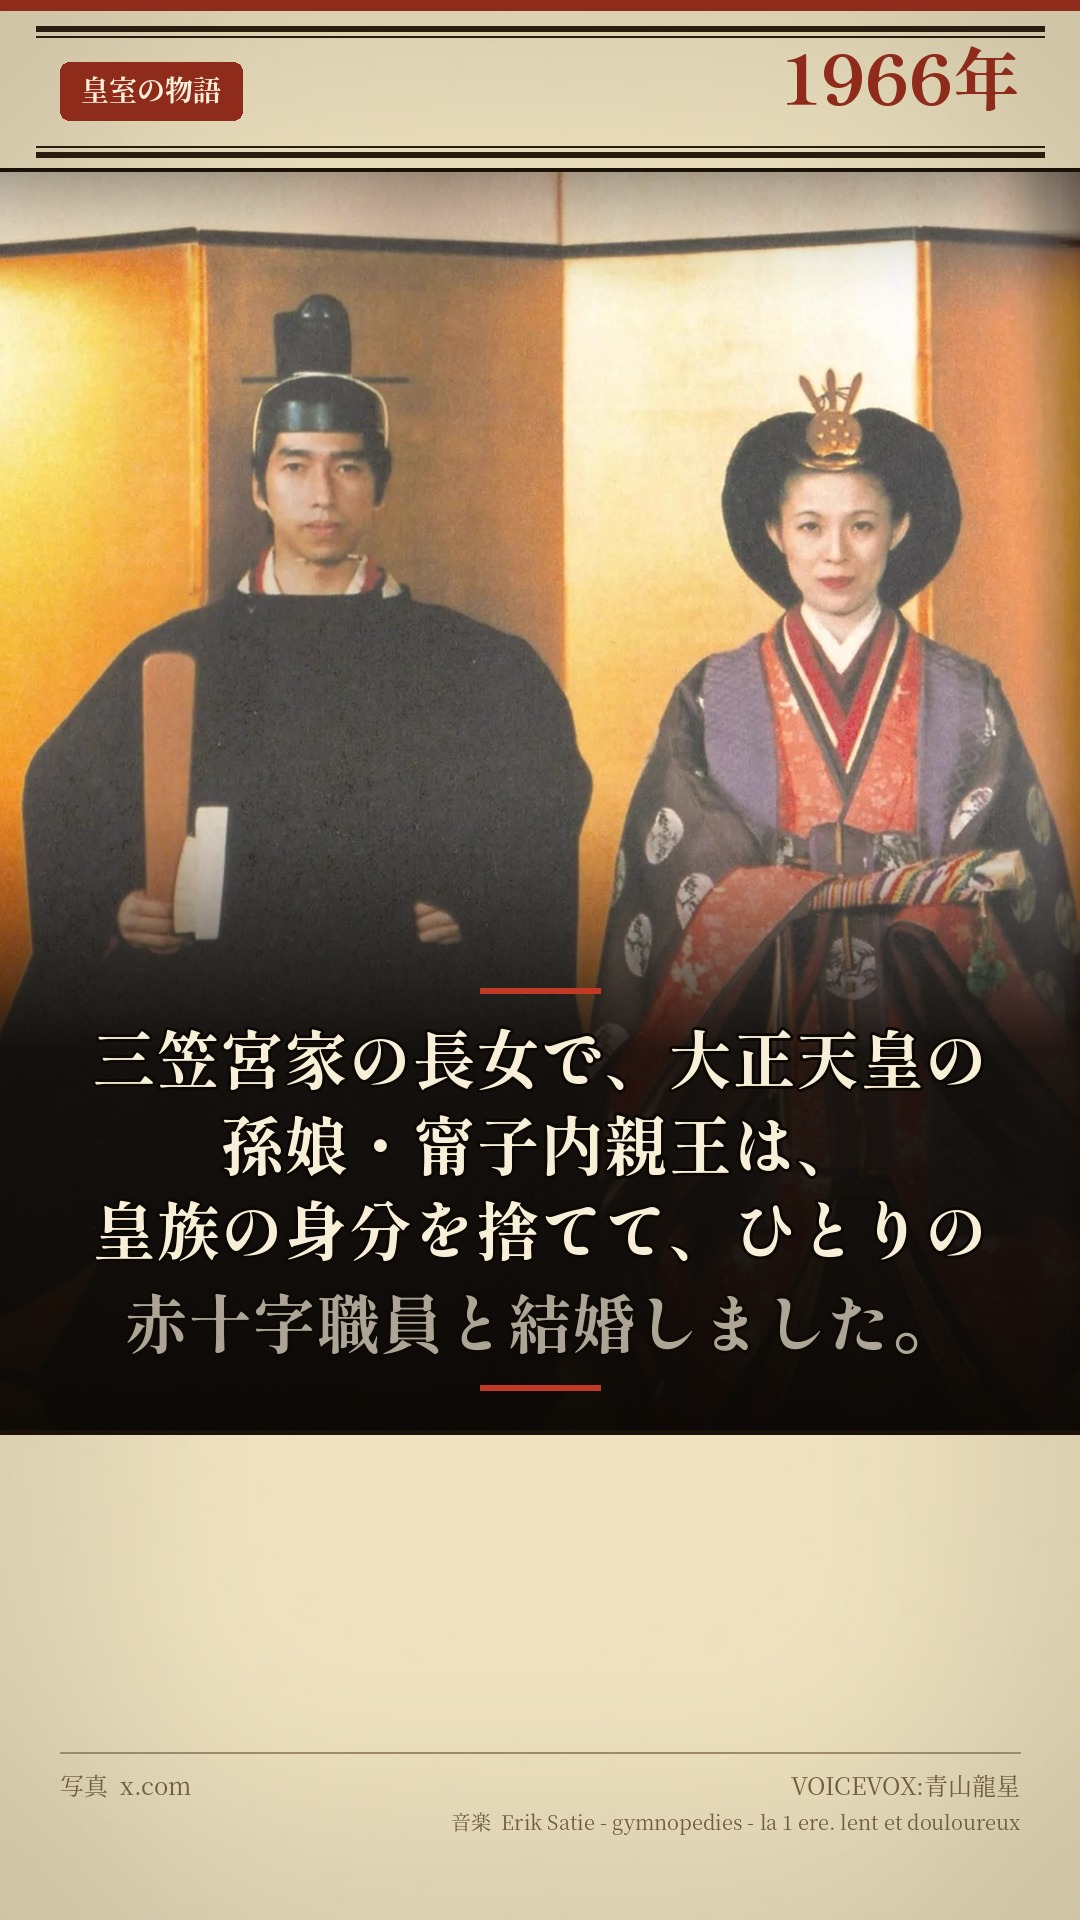 皇室の物語
1966年
三笠宮家の長女で、大正天皇の
孫娘・甯子内親王は、
皇族の身分を捨てて、ひとりの
赤十字職員と結婚しました。
写真 x.com
VOICEVOX:青山龍星
音楽 Erik Satie - gymnopedies - la 1 ere. lent et douloureux